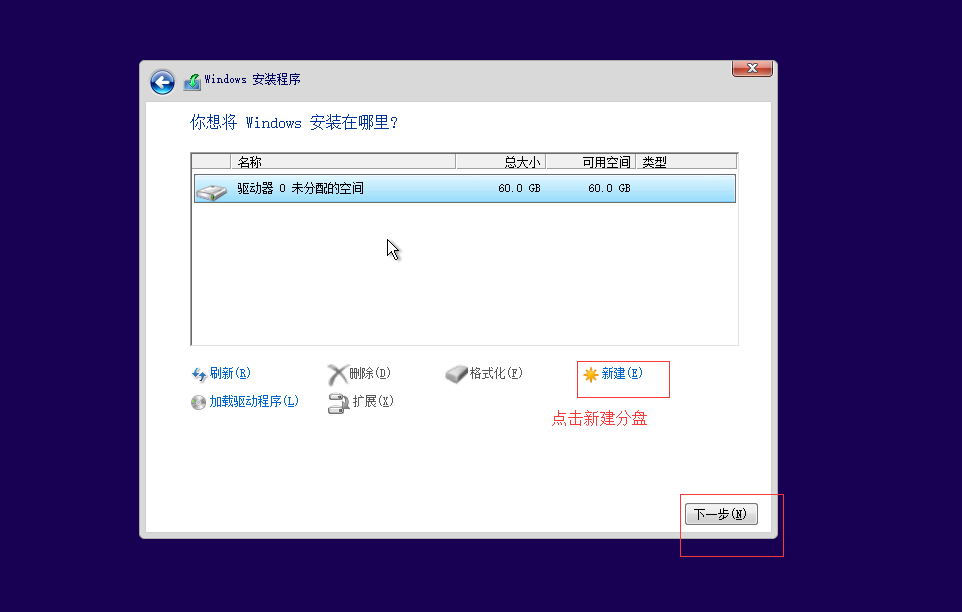 Windows 安装程序
你想将 Windows 安装在哪里?
名称 总大小 可用空间 类型
驱动器 0 未分配的空间 60.0 GB 60.0 GB
刷新(R) 删除(D) 格式化(F) 新建(E)
加载驱动程序(L) 扩展(X)
点击新建分盘
下一步(N)